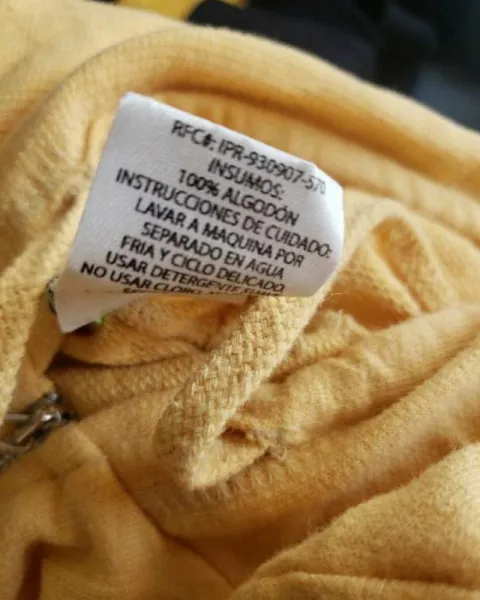 RFC#: IPR-930907-570
INSUMOS:
100% ALGODÓN
INSTRUCCIONES DE CUIDADO:
LAVAR A MAQUINA POR
SEPARADO EN AGUA
FRIA Y CICLO DELICADO
USAR DETERGENTE
NO USAR CLORO